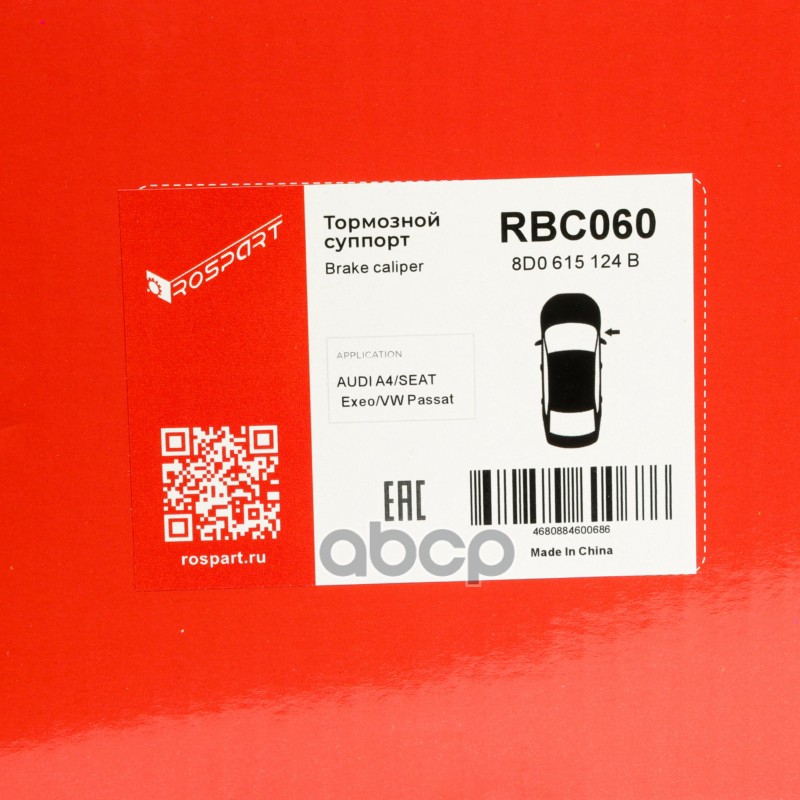 ROSPART
Тормозной
суппорт
Brake caliper
RBC060
8D0 615 124 B
APPLICATION
AUDI A4/SEAT
Exeo/VW Passat
EAC
4680884600686
Made In China
rospart.ru
abcp